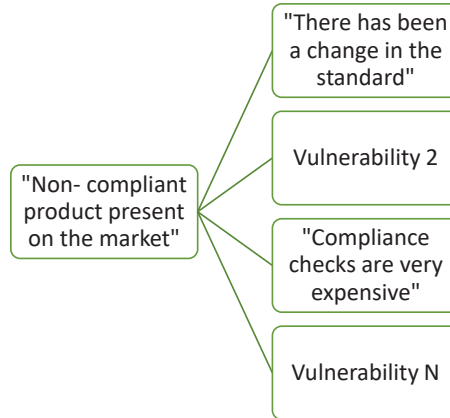 "There has been
a change in the
standard"
Vulnerability 2
"Non- compliant
product present
on the market"
"Compliance
checks are very
expensive"
Vulnerability N